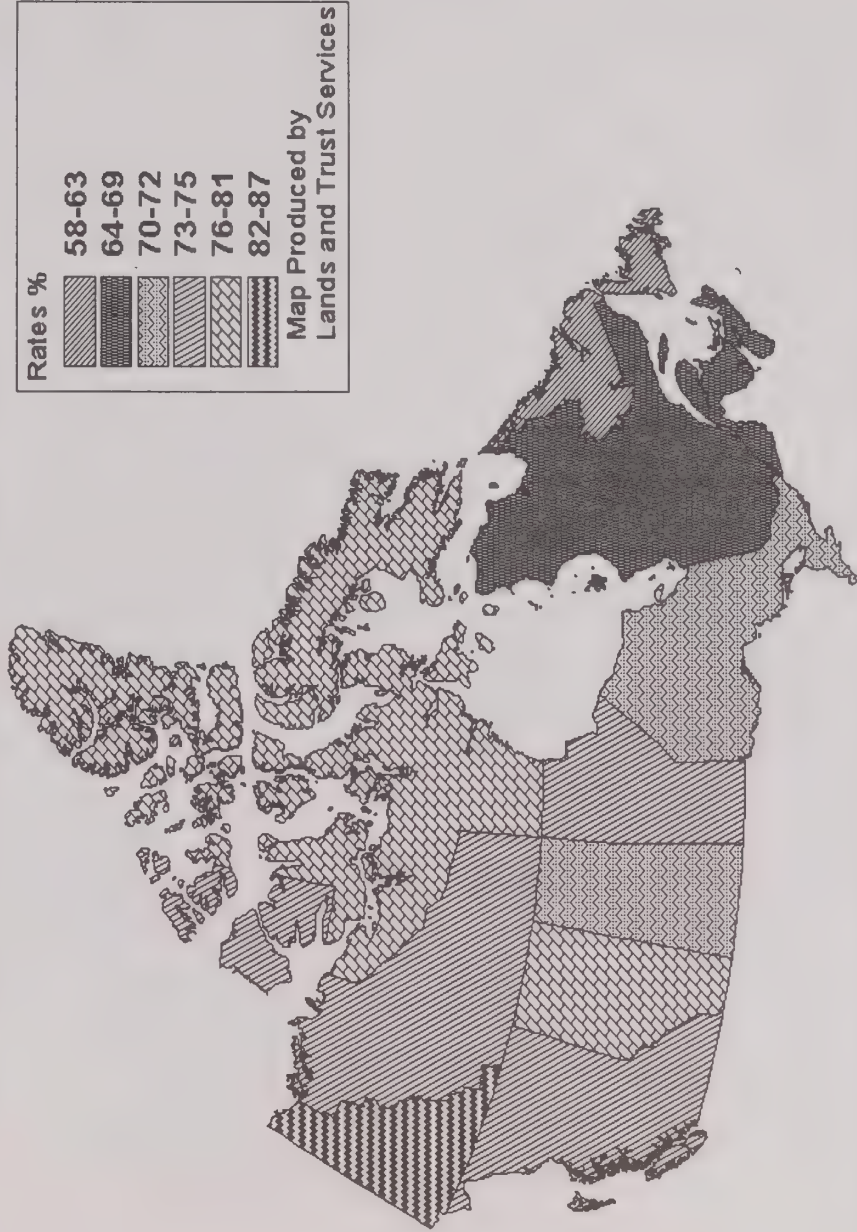 Rates %
58-63
64-69
70-72
73-75
76-81
82-87
Map Produced by
Lands and Trust Services